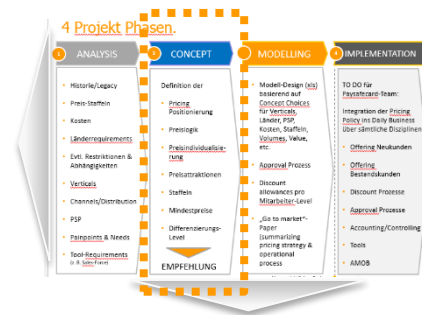 4 Projekt Phasen.
1 ANALYSIS
Historie/Legacy
Preis-Staffeln
Kosten
Länderrequirements
Evtl. Restriktionen &
Abhängigkeiten
Verticals
Channels/Distribution
PSP
Painpoints & Needs
Tool-Requirements
(z. B. Sales-Force)
CONCEPT
Definition der
Pricing
Positionierung
Preislogik
Preisindividualisie-
rung
Preisattraktionen
Staffeln
Mindestpreise
Differenzierungs-
Level
EMPFEHLUNG
MODELLING
Modell-Design (xls)
basierend auf
Concept Choices
für Verticals,
Länder, PSP,
Kosten, Staffeln,
Volumes, Value,
etc.
Approval Prozess
Discount
allowances pro
Mitarbeiter-Level
„Go to market"-
Paper
(summarizing
pricing strategy &
operational
process)
4 IMPLEMENTATION
TO DO für
Paysafecard-Team:
Integration der Pricing
Policy ins Daily Business
über sämtliche Disziplinen
Offering Neukunden
Offering
Bestandskunden
Discount Prozesse
Approval Prozesse
Accounting/Controlling
Tools
AMOB